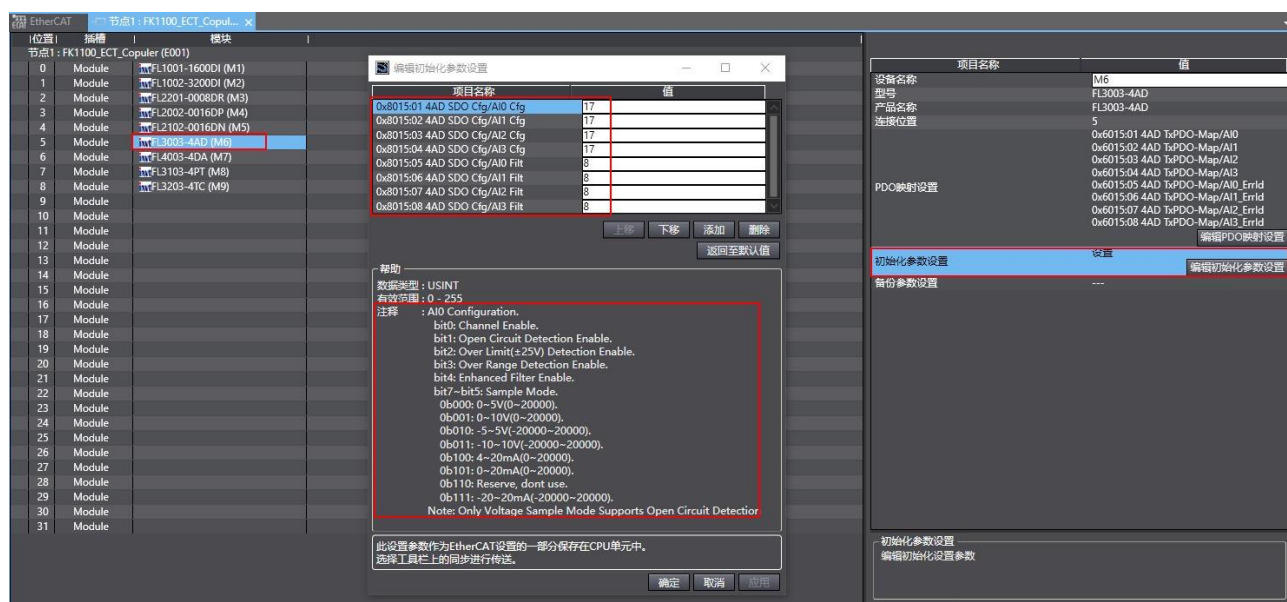 EtherCAT 节点1 : FK1100_ECT_Copul... x
位置 插槽 模块
节点1 : FK1100_ECT_Copuler (E001)
0 Module FL1001-1600DI (M1)
1 Module FL1002-3200DI (M2)
2 Module FL2201-0008DR (M3)
3 Module FL2002-0016DP (M4)
4 Module FL2102-0016DN (M5)
5 Module FL3003-4AD (M6)
6 Module FL4003-4DA (M7)
7 Module FL3103-4PT (M8)
8 Module FL3203-4TC (M9)
9 Module
10 Module
11 Module
12 Module
13 Module
14 Module
15 Module
16 Module
17 Module
18 Module
19 Module
20 Module
21 Module
22 Module
23 Module
24 Module
25 Module
26 Module
27 Module
28 Module
29 Module
30 Module
31 Module
编辑初始化参数设置
项目名称 值
0x8015:01 4AD SDO Cfg/AI0 Cfg 17
0x8015:02 4AD SDO Cfg/AI1 Cfg 17
0x8015:03 4AD SDO Cfg/AI2 Cfg 17
0x8015:04 4AD SDO Cfg/AI3 Cfg 17
0x8015:05 4AD SDO Cfg/AI0 Filt 8
0x8015:06 4AD SDO Cfg/AI1 Filt 8
0x8015:07 4AD SDO Cfg/AI2 Filt 8
0x8015:08 4AD SDO Cfg/AI3 Filt 8
上移 下移 添加 删除
返回至默认值
帮助
数据类型 : USINT
有效范围 : 0 - 255
注释 : AI0 Configuration.
bit0: Channel Enable.
bit1: Open Circuit Detection Enable.
bit2: Over Limit(±25V) Detection Enable.
bit3: Over Range Detection Enable.
bit4: Enhanced Filter Enable.
bit7~bit5: Sample Mode.
0b000: 0~5V(0~20000).
0b001: 0~10V(0~20000).
0b010: -5~5V(-20000~20000).
0b011: -10~10V(-20000~20000).
0b100: 4~20mA(0~20000).
0b101: 0~20mA(0~20000).
0b110: Reserve, dont use.
0b111: -20~20mA(-20000~20000).
Note: Only Voltage Sample Mode Supports Open Circuit Detection
此设置参数作为EtherCAT设置的一部分保存在CPU单元中。
选择工具栏上的同步进行传送。
确定 取消 应用
项目名称 值
设备名称 M6
型号 FL3003-4AD
产品名称 FL3003-4AD
连接位置 5
PDO映射设置
0x6015:01 4AD TxPDO-Map/AI0
0x6015:02 4AD TxPDO-Map/AI1
0x6015:03 4AD TxPDO-Map/AI2
0x6015:04 4AD TxPDO-Map/AI3
0x6015:05 4AD TxPDO-Map/AI0_ErrId
0x6015:06 4AD TxPDO-Map/AI1_ErrId
0x6015:07 4AD TxPDO-Map/AI2_ErrId
0x6015:08 4AD TxPDO-Map/AI3_ErrId
编辑PDO映射设置
初始化参数设置 设置
编辑初始化参数设置
备份参数设置 ---
初始化参数设置
编辑初始化设置参数